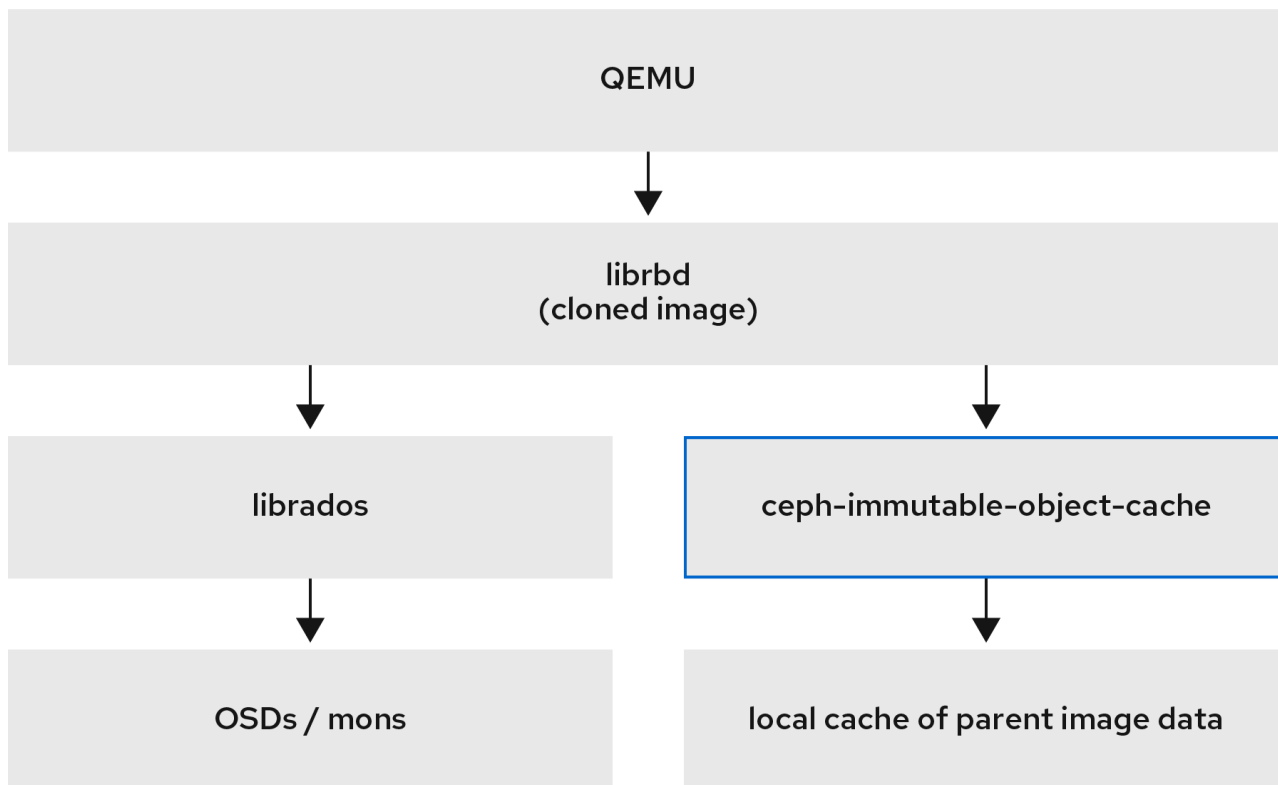 QEMU
librbd
(cloned image)
librados
ceph-immutable-object-cache
OSDs / mons
local cache of parent image data